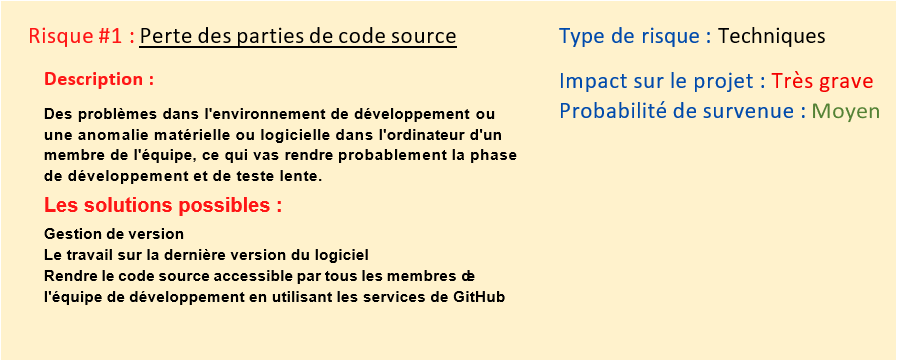 Risque #1 : Perte des parties de code source
Type de risque : Techniques
Description :
Impact sur le projet : Très grave
Probabilité de survenue : Moyen
Des problèmes dans l'environnement de développement ou
une anomalie matérielle ou logicielle dans l'ordinateur d'un
membre de l'équipe, ce qui vas rendre probablement la phase
de développement et de teste lente.
Les solutions possibles :
Gestion de version
Le travail sur la dernière version du logiciel
Rendre le code source accessible par tous les membres de
l'équipe de développement en utilisant les services de GitHub